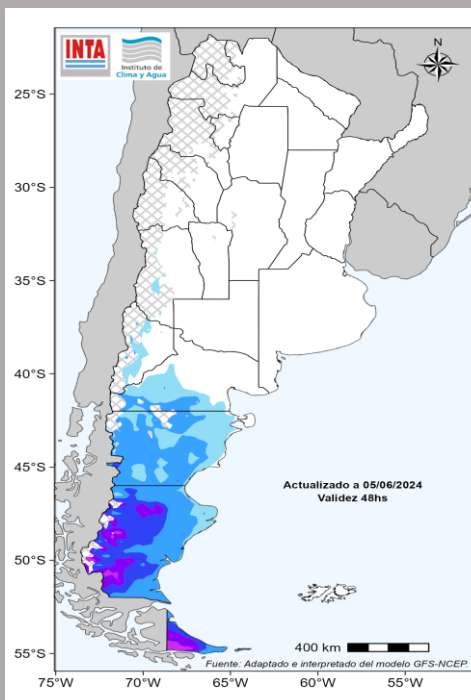 INTA
Instituto de
Clima y Agua
N
25°S
30°S
35°S
40°S
45°S
50°S
55°S
Actualizado a 05/06/2024
Validez 48hs
400 km
Fuente: Adaptado e interpretado del modelo GFS-NCEP.
75°W
70°W
65°W
60°W
55°W